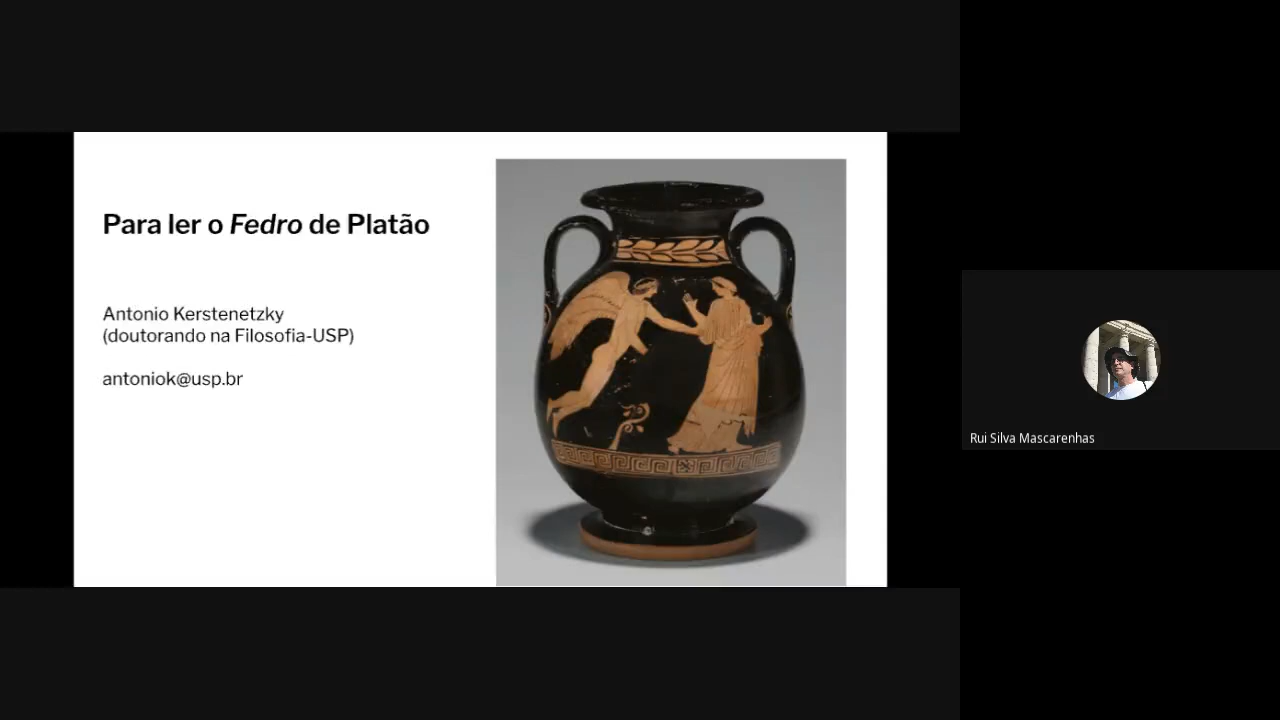 Para ler o Fedro de Platão
Antonio Kerstenetzky
(doutorando na Filosofia-USP)
antoniok@usp.br
Rui Silva Mascarenhas